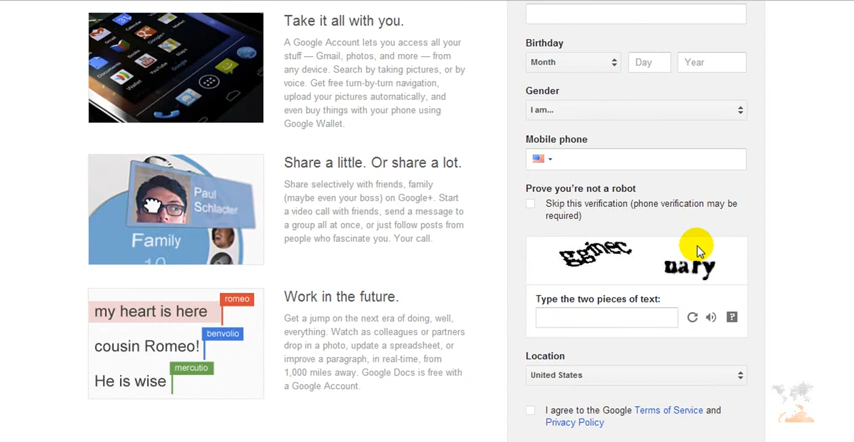 Take it all with you.
A Google Account lets you access all your
stuff — Gmail, photos, and more — from
any device. Search by taking pictures, or by
voice. Get free turn-by-turn navigation,
upload your pictures automatically, and
even buy things with your phone using
Google Wallet.
Paul
Schlacter
Family
Share a little. Or share a lot.
Share selectively with friends, family
(maybe even your boss) on Google+. Start
a video call with friends, send a message to
a group all at once, or just follow posts from
people who fascinate you. Your call.
romeo
my heart is here
benvolio
cousin Romeo!
mercutio
He is wise
Work in the future.
Get a jump on the next era of doing, well,
everything. Watch as colleagues or partners
drop in a photo, update a spreadsheet, or
improve a paragraph, in real-time, from
1,000 miles away. Google Docs is free with
a Google Account.
Birthday
Month Day Year
Gender
I am...
Mobile phone
Prove you're not a robot
Skip this verification (phone verification may be
required)
Type the two pieces of text:
Location
United States
I agree to the Google Terms of Service and
Privacy Policy